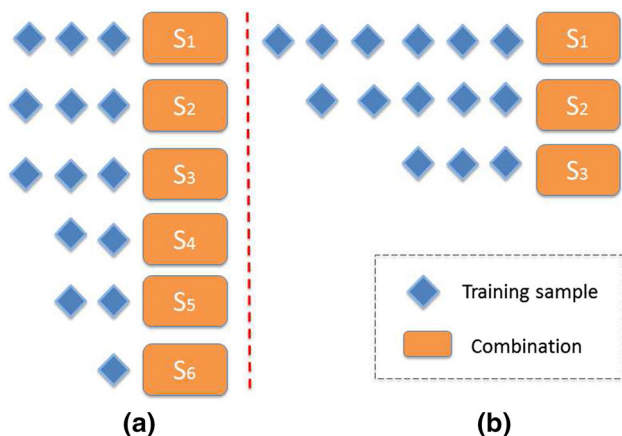 S1
S2
S3
S4
S5
S6
(a)
S1
S2
S3
Training sample
Combination
(b)